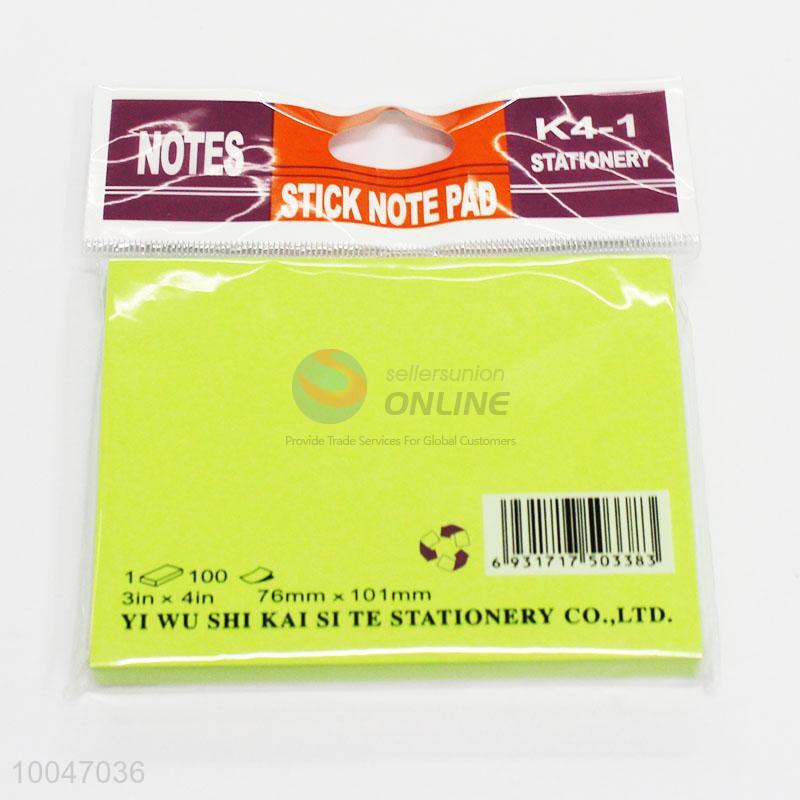 NOTES
STICK NOTE PAD
K4-1
STATIONERY
sellersunion
ONLINE
Provide Trade Services For Global Customers
6 931717 503383
1 100
3in x 4in 76mm x 101mm
YI WU SHI KAI SI TE STATIONERY CO.,LTD.
10047036